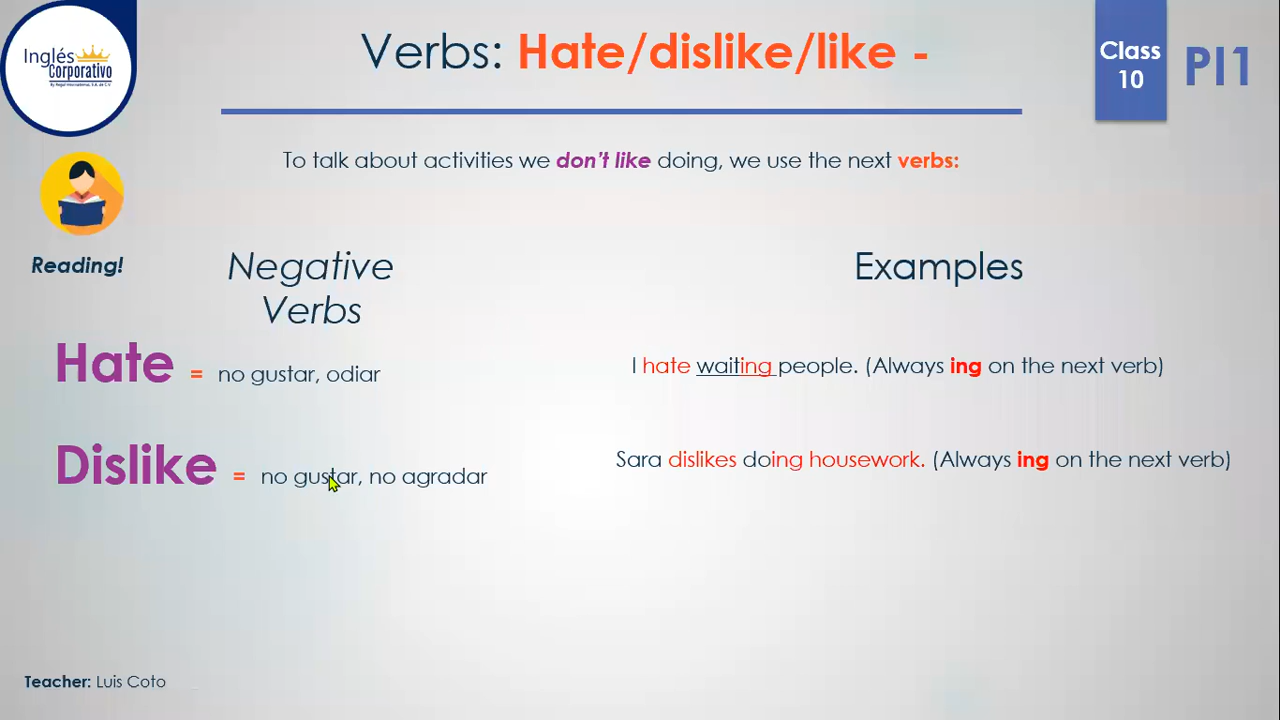 Inglés
Corporativo
Verbs: Hate/dislike/like -
Class
10
PI1
To talk about activities we don't like doing, we use the next verbs:
Reading!
Negative
Verbs
Examples
Hate = no gustar, odiar
I hate waiting people. (Always ing on the next verb)
Dislike = no gustar, no agradar
Sara dislikes doing housework. (Always ing on the next verb)
Teacher: Luis Coto